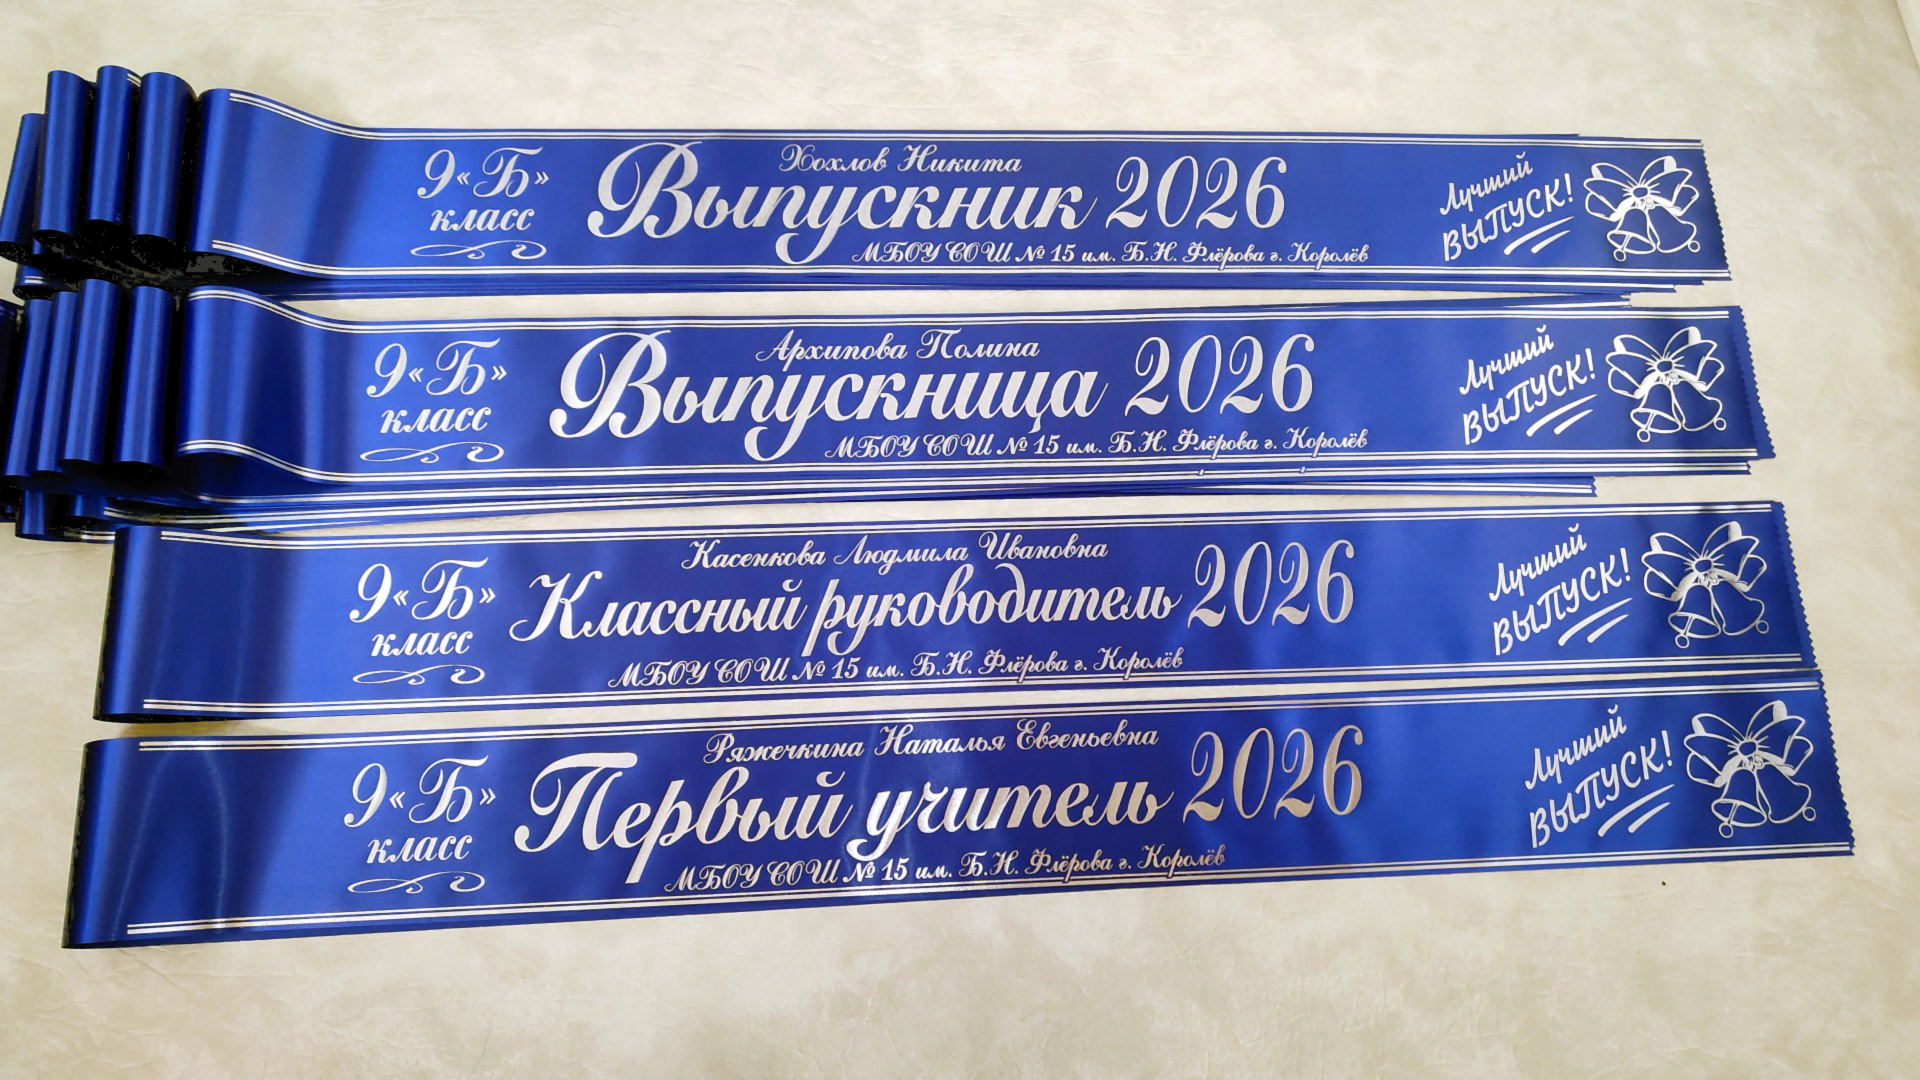 9 «Б»
класс
Хохлов Никита
Выпускник 2026
МБОУ СОШ № 15 им. Б.Н. Флёрова г. Королёв
Лучший
ВЫПУСК!
9 «Б»
класс
Архипова Полина
Выпускница 2026
МБОУ СОШ № 15 им. Б.Н. Флёрова г. Королёв
Лучший
ВЫПУСК!
9 «Б»
класс
Касенкова Людмила Ивановна
Классный руководитель 2026
МБОУ СОШ № 15 им. Б.Н. Флёрова г. Королёв
Лучший
ВЫПУСК!
9 «Б»
класс
Ряжечкина Наталья Евгеньевна
Первый учитель 2026
МБОУ СОШ № 15 им. Б.Н. Флёрова г. Королёв
Лучший
ВЫПУСК!